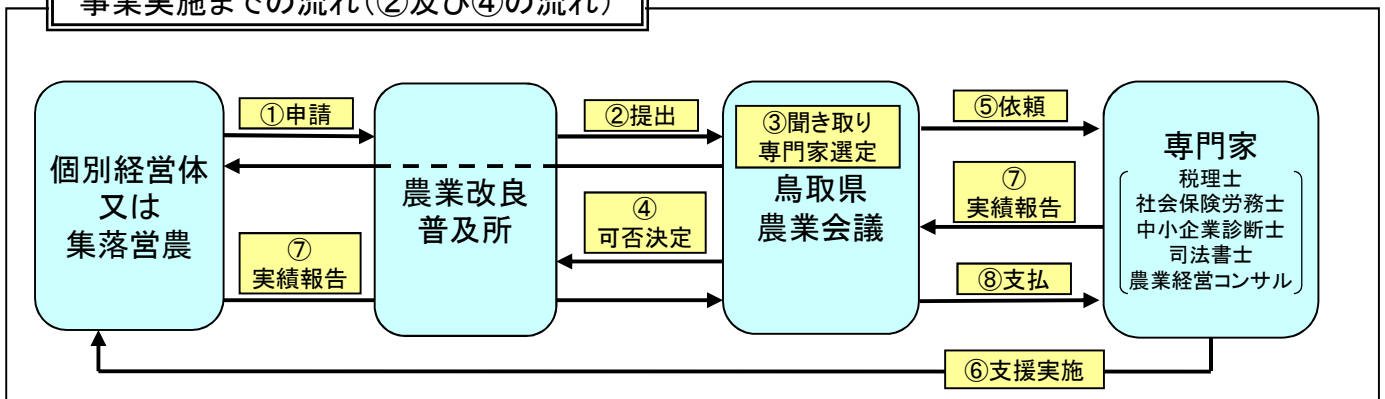 事業実施までの流れ(②及び④の流れ)
①申請
②提出
③聞き取り
専門家選定
⑤依頼
個別経営体
又は
集落営農
農業改良
普及所
鳥取県
農業会議
専門家
税理士
社会保険労務士
中小企業診断士
司法書士
農業経営コンサル
④
可否決定
⑦
実績報告
⑦
実績報告
⑧支払
⑥支援実施